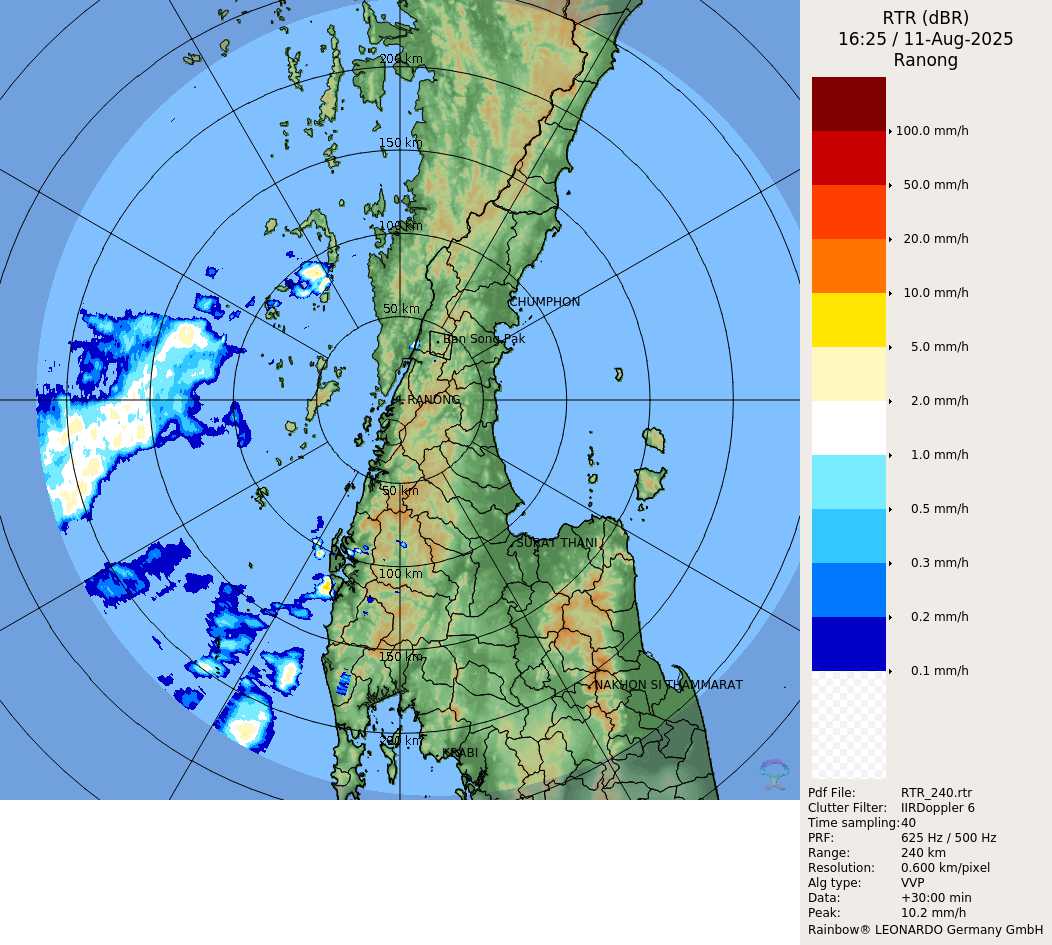 RTR (dBR)
16:25 / 11-Aug-2025
Ranong
200 km
150 km
100 km
50 km
CHUMPHON
Ban Song Pak
RANONG
50 km
SURAT THANI
100 km
150 km
NAKHON SI THAMMARAT
200 km
KRABI
100.0 mm/h
50.0 mm/h
20.0 mm/h
10.0 mm/h
5.0 mm/h
2.0 mm/h
1.0 mm/h
0.5 mm/h
0.3 mm/h
0.2 mm/h
0.1 mm/h
Pdf File: RTR_240.rtr
Clutter Filter: IIRDoppler 6
Time sampling:40
PRF: 625 Hz / 500 Hz
Range: 240 km
Resolution: 0.600 km/pixel
Alg type: VVP
Data: +30:00 min
Peak: 10.2 mm/h
Rainbow® LEONARDO Germany GmbH